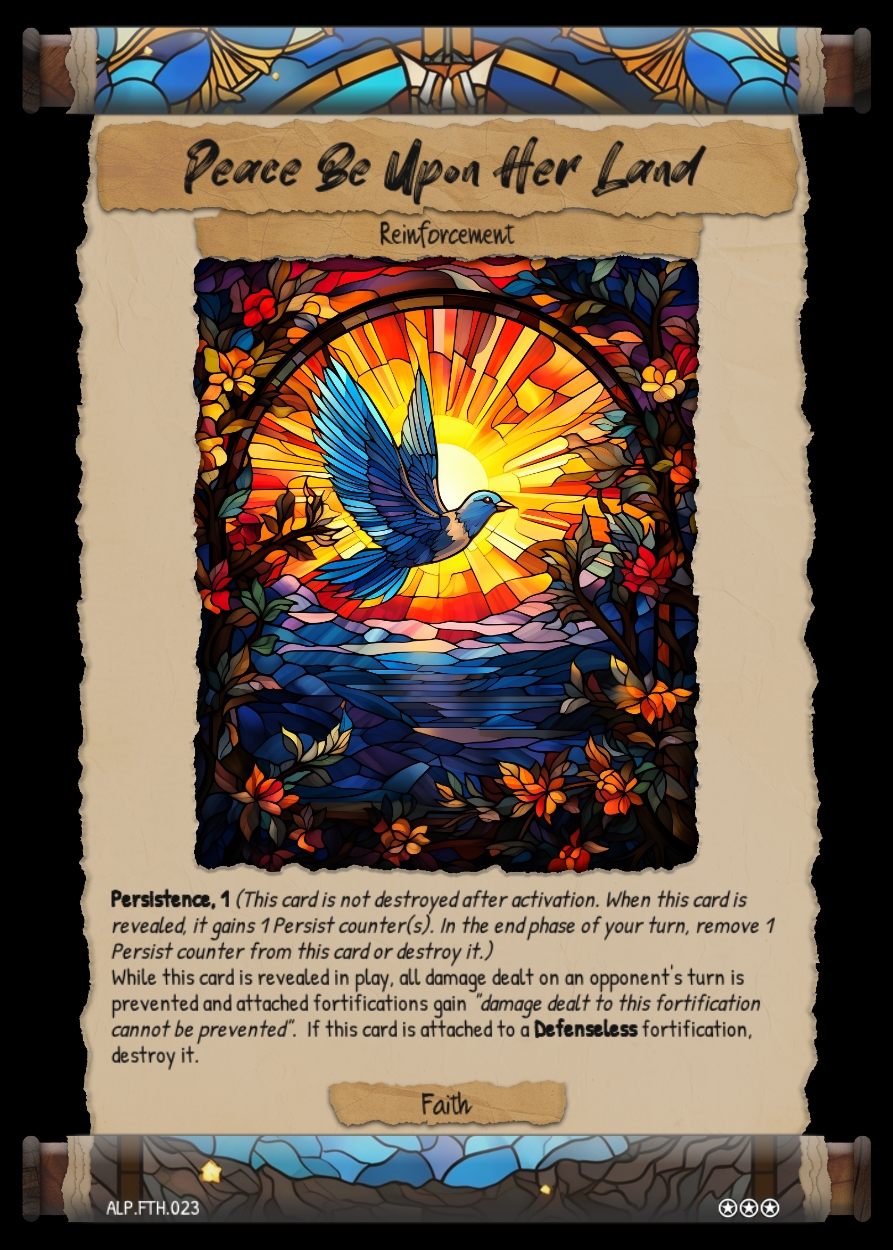 Peace Be Upon Her Land
Reinforcement
Persistence, 1 (This card is not destroyed after activation. When this card is
revealed, it gains 1 Persist counter(s). In the end phase of your turn, remove 1
Persist counter from this card or destroy it.)
While this card is revealed in play, all damage dealt on an opponent's turn is
prevented and attached fortifications gain "damage dealt to this fortification
cannot be prevented". If this card is attached to a Defenseless fortification,
destroy it.
Faith
ALP.FTH.023